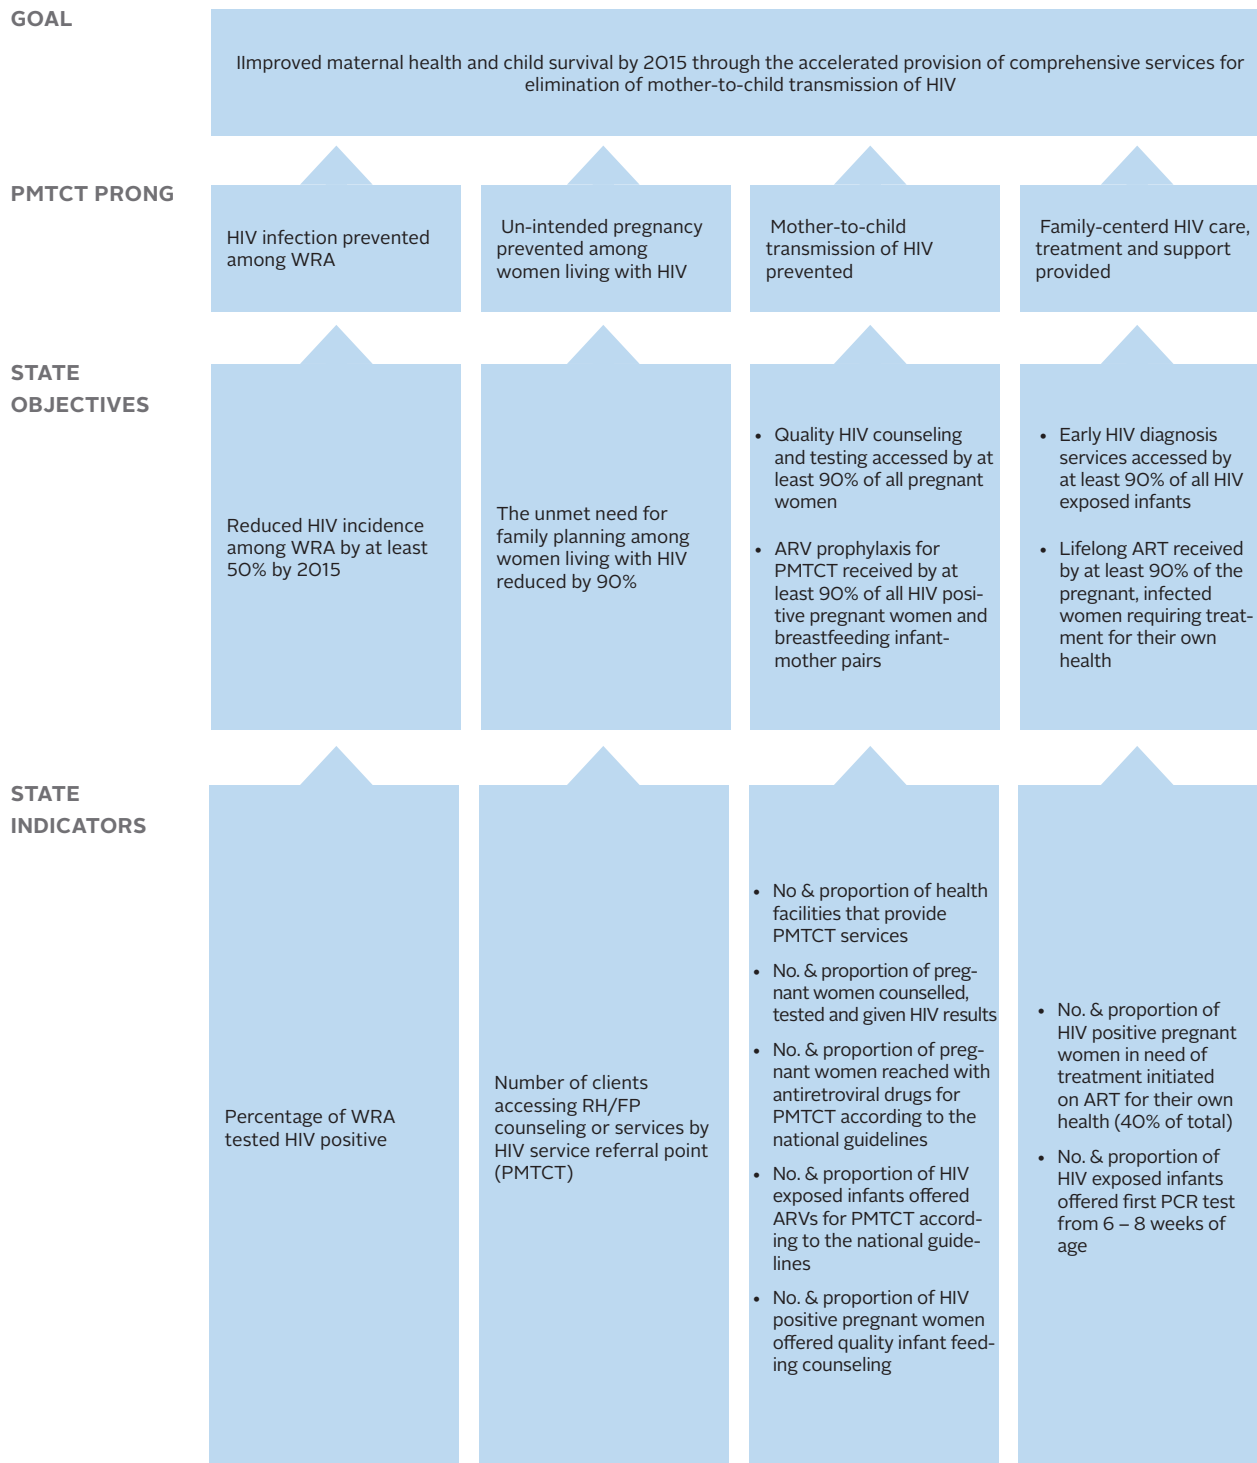 GOAL
IImproved maternal health and child survival by 2015 through the accelerated provision of comprehensive services for
elimination of mother-to-child transmission of HIV
PMTCT PRONG
HIV infection prevented
among WRA
Un-intended pregnancy
prevented among
women living with HIV
Mother-to-child
transmission of HIV
prevented
Family-centerd HIV care,
treatment and support
provided
STATE
OBJECTIVES
Reduced HIV incidence
among WRA by at least
50% by 2015
The unmet need for
family planning among
women living with HIV
reduced by 90%
• Quality HIV counseling
and testing accessed by at
least 90% of all pregnant
women
• ARV prophylaxis for
PMTCT received by at
least 90% of all HIV posi-
tive pregnant women and
breastfeeding infant-
mother pairs
• Early HIV diagnosis
services accessed by
at least 90% of all HIV
exposed infants
• Lifelong ART received
by at least 90% of the
pregnant, infected
women requiring treat-
ment for their own
health
STATE
INDICATORS
Percentage of WRA
tested HIV positive
Number of clients
accessing RH/FP
counseling or services by
HIV service referral point
(PMTCT)
• No & proportion of health
facilities that provide
PMTCT services
• No. & proportion of preg-
nant women counselled,
tested and given HIV results
• No. & proportion of preg-
nant women reached with
antiretroviral drugs for
PMTCT according to the
national guidelines
• No. & proportion of HIV
exposed infants offered
ARVs for PMTCT accord-
ing to the national guide-
lines
• No. & proportion of HIV
positive pregnant women
offered quality infant feed-
ing counseling
• No. & proportion of
HIV positive pregnant
women in need of
treatment initiated
on ART for their own
health (40% of total)
• No. & proportion of
HIV exposed infants
offered first PCR test
from 6 – 8 weeks of
age